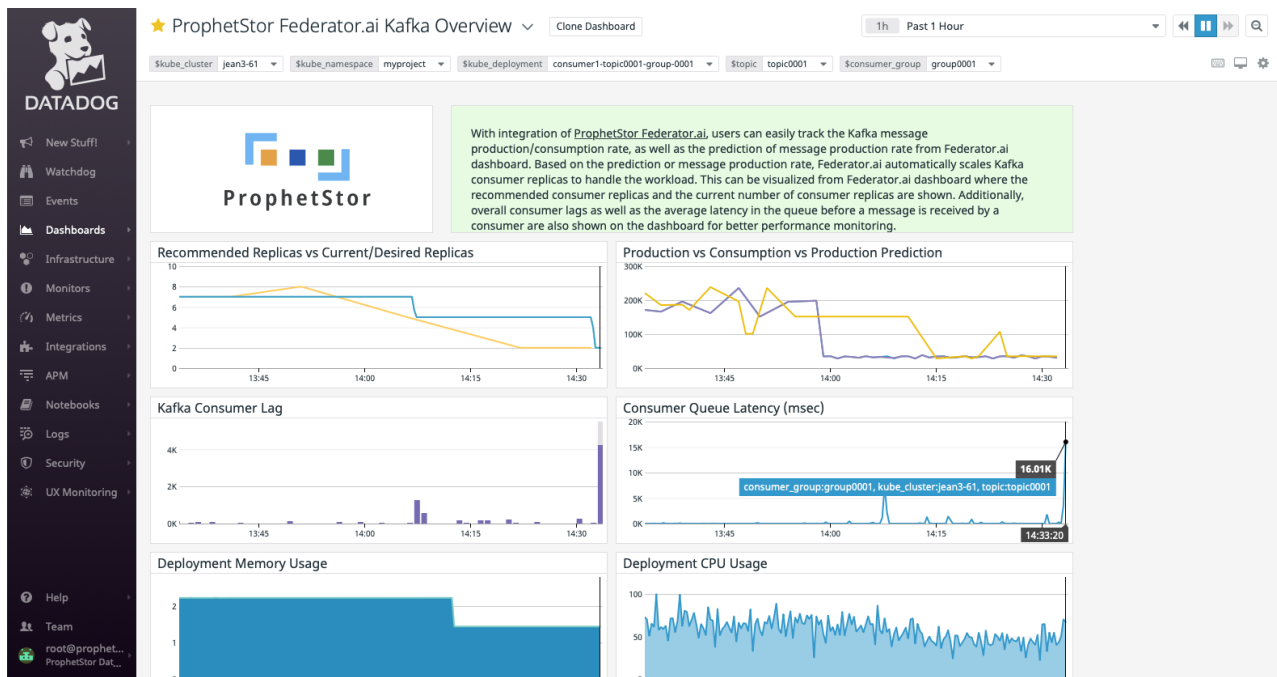 DATADOG
New Stuff!
Watchdog
Events
Dashboards
Infrastructure
Monitors
Metrics
Integrations
APM
Notebooks
Logs
Security
UX Monitoring
Help
Team
root@prophet...
ProphetStor Dat...
ProphetStor Federator.ai Kafka Overview
Clone Dashboard
1h Past 1 Hour
$kube_cluster jean3-61
$kube_namespace myproject
$kube_deployment consumer1-topic0001-group-0001
$topic topic0001
$consumer_group group0001
ProphetStor
With integration of ProphetStor Federator.ai, users can easily track the Kafka message
production/consumption rate, as well as the prediction of message production rate from Federator.ai
dashboard. Based on the prediction or message production rate, Federator.ai automatically scales Kafka
consumer replicas to handle the workload. This can be visualized from Federator.ai dashboard where the
recommended consumer replicas and the current number of consumer replicas are shown. Additionally,
overall consumer lags as well as the average latency in the queue before a message is received by a
consumer are also shown on the dashboard for better performance monitoring.
Recommended Replicas vs Current/Desired Replicas
10
8
6
4
2
0
13:45 14:00 14:15 14:30
Production vs Consumption vs Production Prediction
300K
200K
100K
0K
13:45 14:00 14:15 14:30
Kafka Consumer Lag
4K
2K
0K
13:45 14:00 14:15 14:30
Consumer Queue Latency (msec)
20K
15K
10K
5K
0K
16.01K
consumer_group:group0001, kube_cluster:jean3-61, topic:topic0001
13:45 14:00 14:15 14:33:20
Deployment Memory Usage
2
1
Deployment CPU Usage
100
50